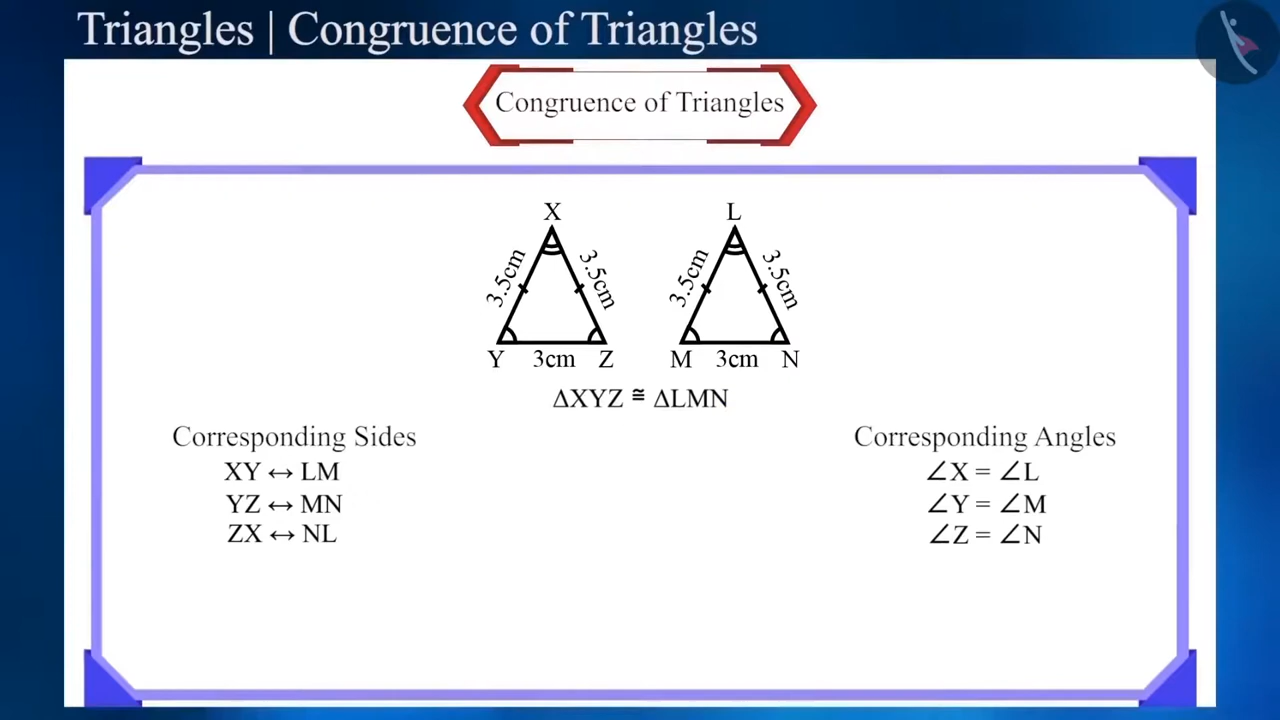 Triangles | Congruence of Triangles
Congruence of Triangles
X
L
3.5cm
3.5cm
3.5cm
3.5cm
Y
3cm
Z
M
3cm
N
ΔXYZ ≅ ΔLMN
Corresponding Sides
XY ↔ LM
YZ ↔ MN
ZX ↔ NL
Corresponding Angles
∠X = ∠L
∠Y = ∠M
∠Z = ∠N